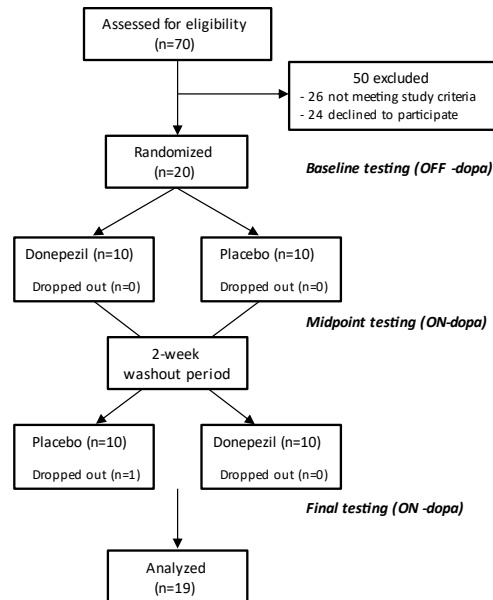 Assessed for eligibility
(n=70)
50 excluded
- 26 not meeting study criteria
- 24 declined to participate
Randomized
(n=20)
Baseline testing (OFF -dopa)
Donepezil (n=10)
Dropped out (n=0)
Placebo (n=10)
Dropped out (n=0)
Midpoint testing (ON-dopa)
2-week
washout period
Placebo (n=10)
Dropped out (n=1)
Donepezil (n=10)
Dropped out (n=0)
Final testing (ON -dopa)
Analyzed
(n=19)